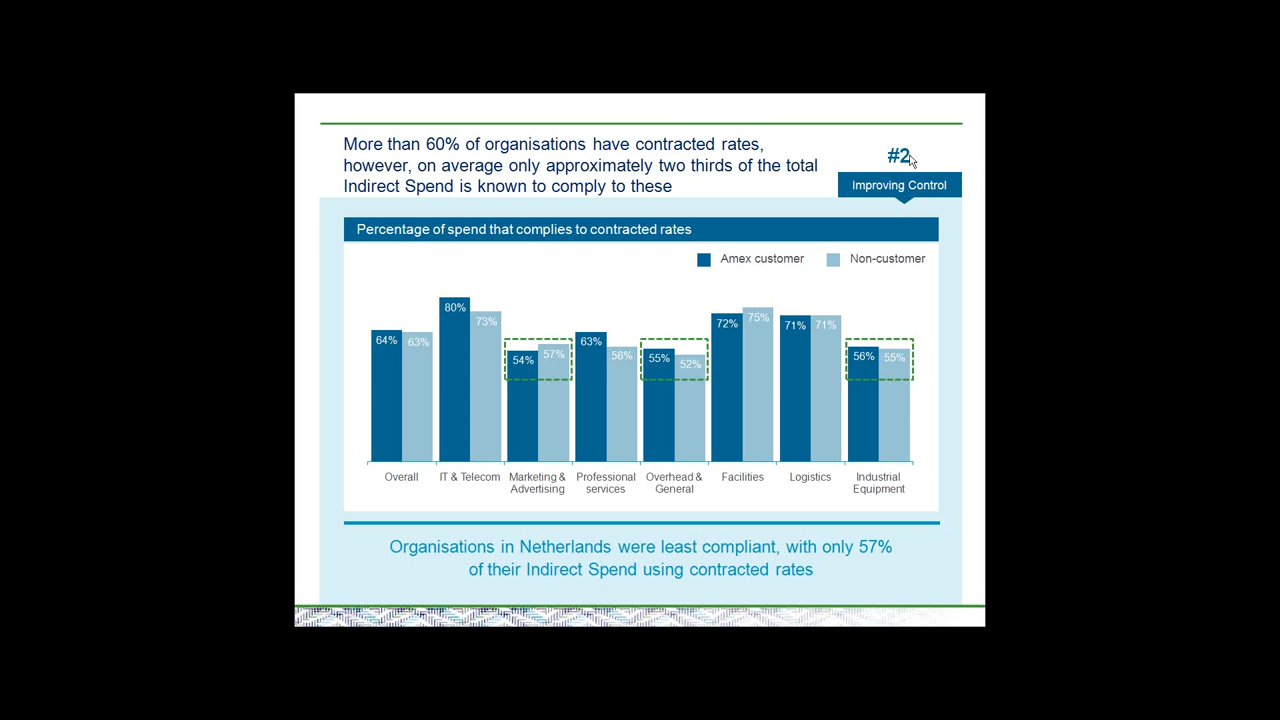 More than 60% of organisations have contracted rates,
however, on average only approximately two thirds of the total
Indirect Spend is known to comply to these
#2
Improving Control
Percentage of spend that complies to contracted rates
Amex customer
Non-customer
64%
63%
80%
73%
54%
57%
63%
56%
55%
52%
72%
75%
71%
71%
56%
55%
Overall
IT & Telecom
Marketing &
Advertising
Professional
services
Overhead &
General
Facilities
Logistics
Industrial
Equipment
Organisations in Netherlands were least compliant, with only 57%
of their Indirect Spend using contracted rates